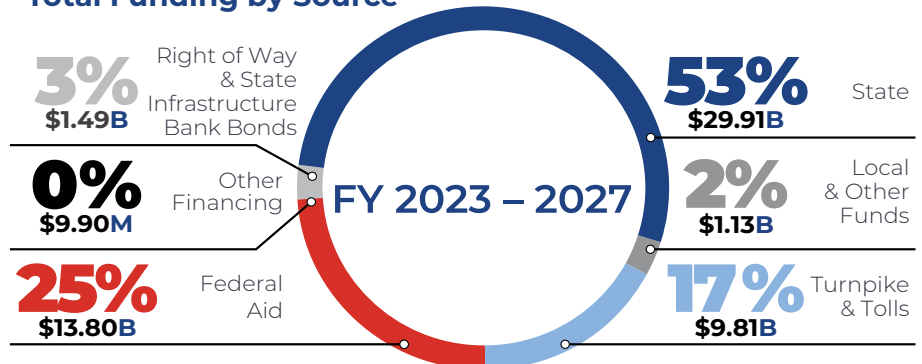 Total Funding by Source
3%
$1.49B
Right of Way
& State
Infrastructure
Bank Bonds
0%
$9.90M
Other
Financing
25%
$13.80B
Federal
Aid
FY 2023 – 2027
53%
$29.91B
State
2%
$1.13B
Local
& Other
Funds
17%
$9.81B
Turnpike
& Tolls